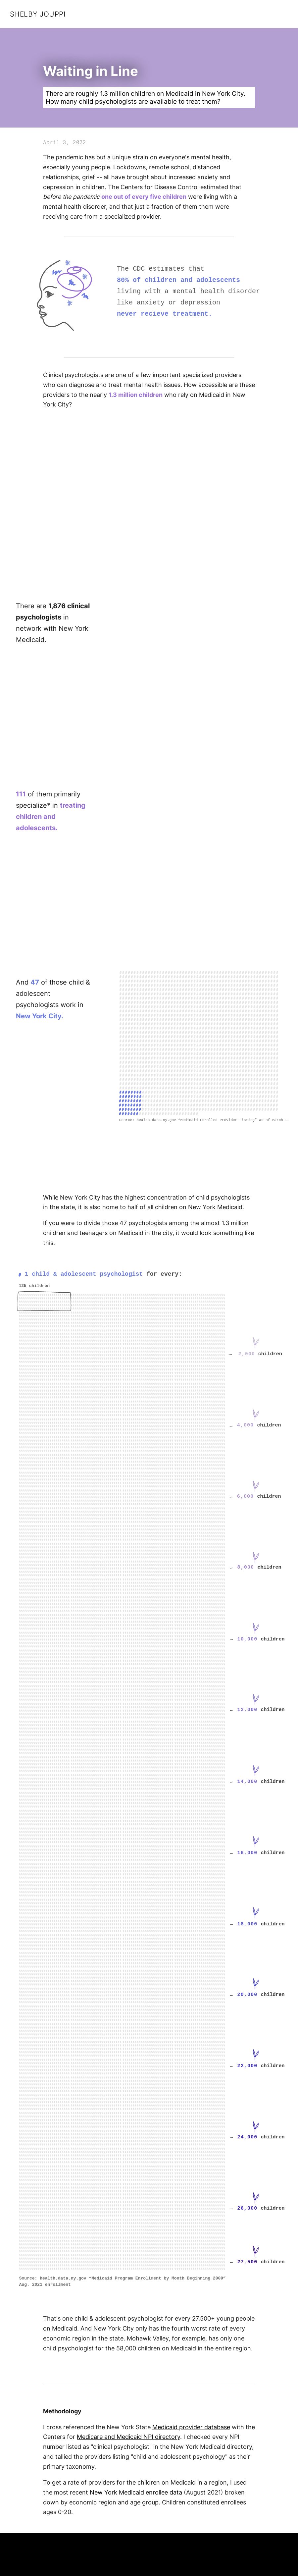 SHELBY JOUPPI
Waiting in Line
There are roughly 1.3 million children on Medicaid in New York City.
How many child psychologists are available to treat them?
April 3, 2022
The pandemic has put a unique strain on everyone's mental health,
especially young people. Lockdowns, remote school, distanced
relationships, grief -- all have brought about increased anxiety and
depression in children. The Centers for Disease Control estimated that
before the pandemic one out of every five children were living with a
mental health disorder, and that just a fraction of them them were
receiving care from a specialized provider.
The CDC estimates that
80% of children and adolescents
living with a mental health disorder
like anxiety or depression
never recieve treatment.
Clinical psychologists are one of a few important specialized providers
who can diagnose and treat mental health issues. How accessible are these
providers to the nearly 1.3 million children who rely on Medicaid in New
York City?
There are 1,876 clinical
psychologists in
network with New York
Medicaid.
111 of them primarily
specialize* in treating
children and
adolescents.
And 47 of those child &
adolescent
psychologists work in
New York City.
Source: health.data.ny.gov "Medicaid Enrolled Provider Listing" as of March 2
While New York City has the highest concentration of child psychologists
in the state, it is also home to half of all children on New York Medicaid.
If you were to divide those 47 psychologists among the almost 1.3 million
children and teenagers on Medicaid in the city, it would look something like
this.
1 child & adolescent psychologist for every:
125 children
— 2,000 children
— 4,000 children
— 6,000 children
— 8,000 children
— 10,000 children
— 12,000 children
— 14,000 children
— 16,000 children
— 18,000 children
— 20,000 children
— 22,000 children
— 24,000 children
— 26,000 children
— 27,500 children
Source: health.data.ny.gov "Medicaid Program Enrollment by Month Beginning 2009"
Aug. 2021 enrollment
That's one child & adolescent psychologist for every 27,500+ young people
on Medicaid. And New York City only has the fourth worst rate of every
economic region in the state. Mohawk Valley, for example, has only one
child psychologist for the 58,000 children on Medicaid in the entire region.
Methodology
I cross referenced the New York State Medicaid provider database with the
Centers for Medicare and Medicaid NPI directory. I checked every NPI
number listed as "clinical psychologist" in the New York Medicaid directory,
and tallied the providers listing "child and adolescent psychology" as their
primary taxonomy.
To get a rate of providers for the children on Medicaid in a region, I used
the most recent New York Medicaid enrollee data (August 2021) broken
down by economic region and age group. Children constituted enrollees
ages 0-20.